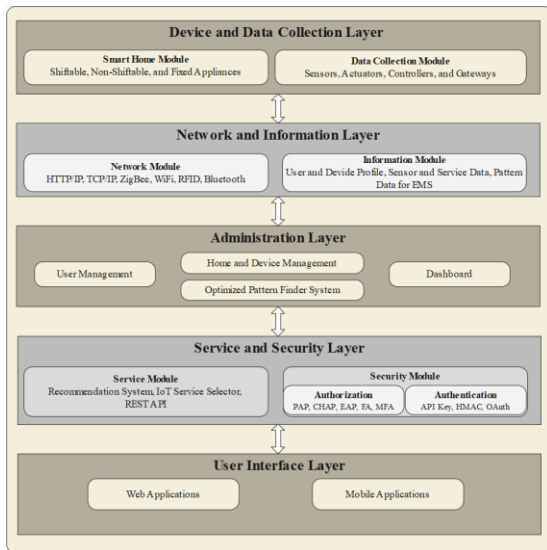 Device and Data Collection Layer
Smart Home Module
Shiftable, Non-Shiftable, and Fixed Appliances
Data Collection Module
Sensors, Actuators, Controllers, and Gateways
Network and Information Layer
Network Module
HTTP/IP, TCP/IP, ZigBee, WiFi, RFID, Bluetooth
Information Module
User and Devide Profile, Sensor and Service Data, Pattem
Data for EMS
Administration Layer
User Management
Home and Device Management
Optimized Pattern Finder System
Dashboard
Service and Security Layer
Service Module
Recommendation System, IoT Service Selector,
REST API
Security Module
Authorization
PAP, CHAP, EAP, FA, MFA
Authentication
API Key, HMAC, OAuth
User Interface Layer
Web Applications
Mobile Applications